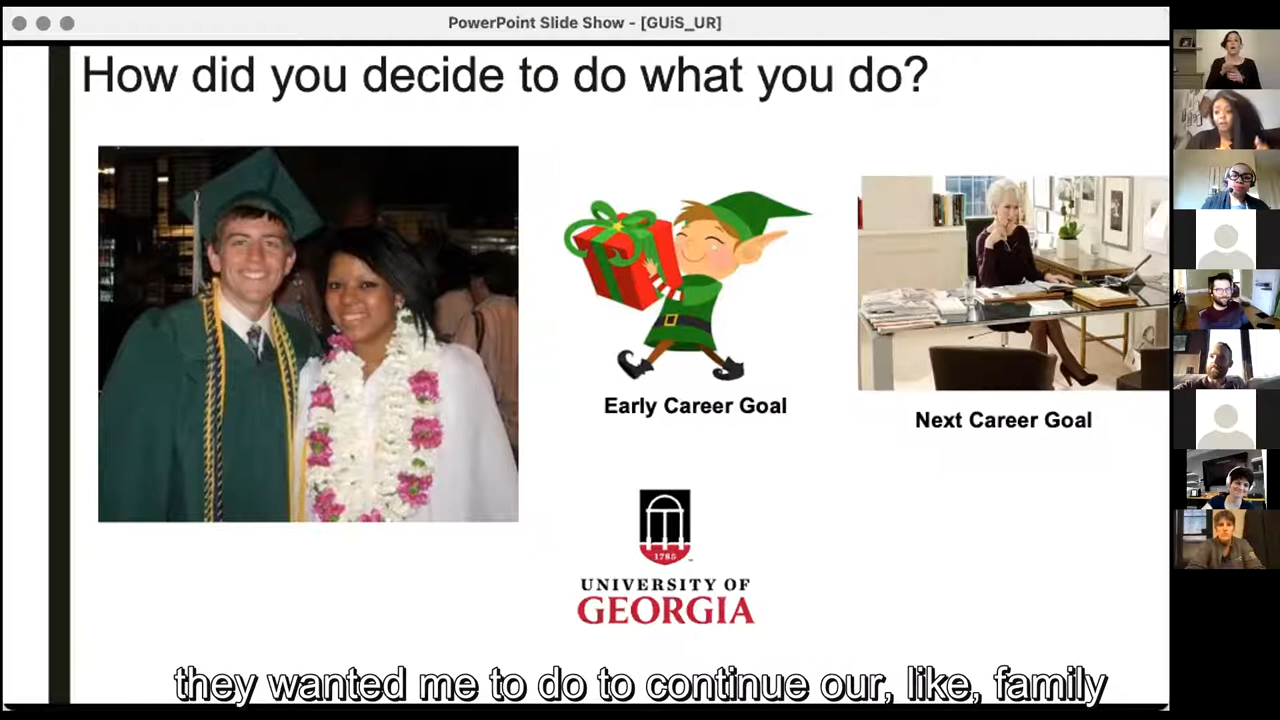 PowerPoint Slide Show - [GUiS_UR]
How did you decide to do what you do?
Early Career Goal
Next Career Goal
1785
UNIVERSITY OF
GEORGIA
they wanted me to do to continue our, like, family